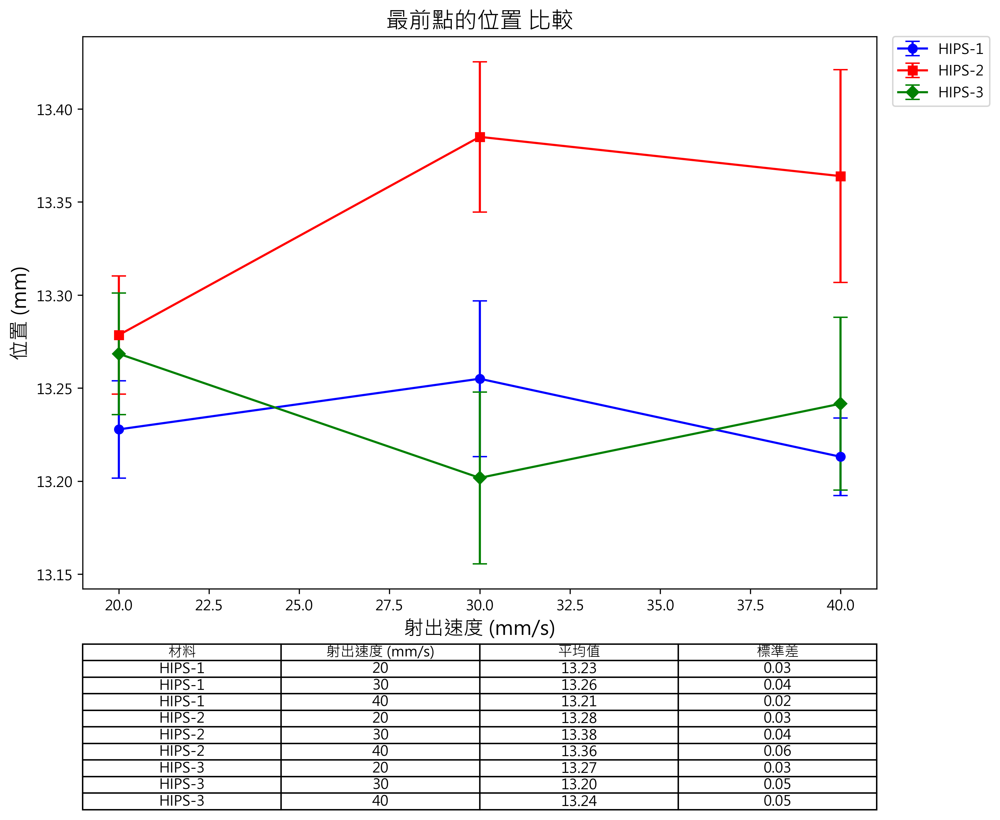 最前點的位置 比較
HIPS-1
HIPS-2
HIPS-3
位置 (mm)
13.40
13.35
13.30
13.25
13.20
13.15
20.0 22.5 25.0 27.5 30.0 32.5 35.0 37.5 40.0
射出速度 (mm/s)
材料 射出速度 (mm/s) 平均值 標準差
HIPS-1 20 13.23 0.03
HIPS-1 30 13.26 0.04
HIPS-1 40 13.21 0.02
HIPS-2 20 13.28 0.03
HIPS-2 30 13.38 0.04
HIPS-2 40 13.36 0.06
HIPS-3 20 13.27 0.03
HIPS-3 30 13.20 0.05
HIPS-3 40 13.24 0.05